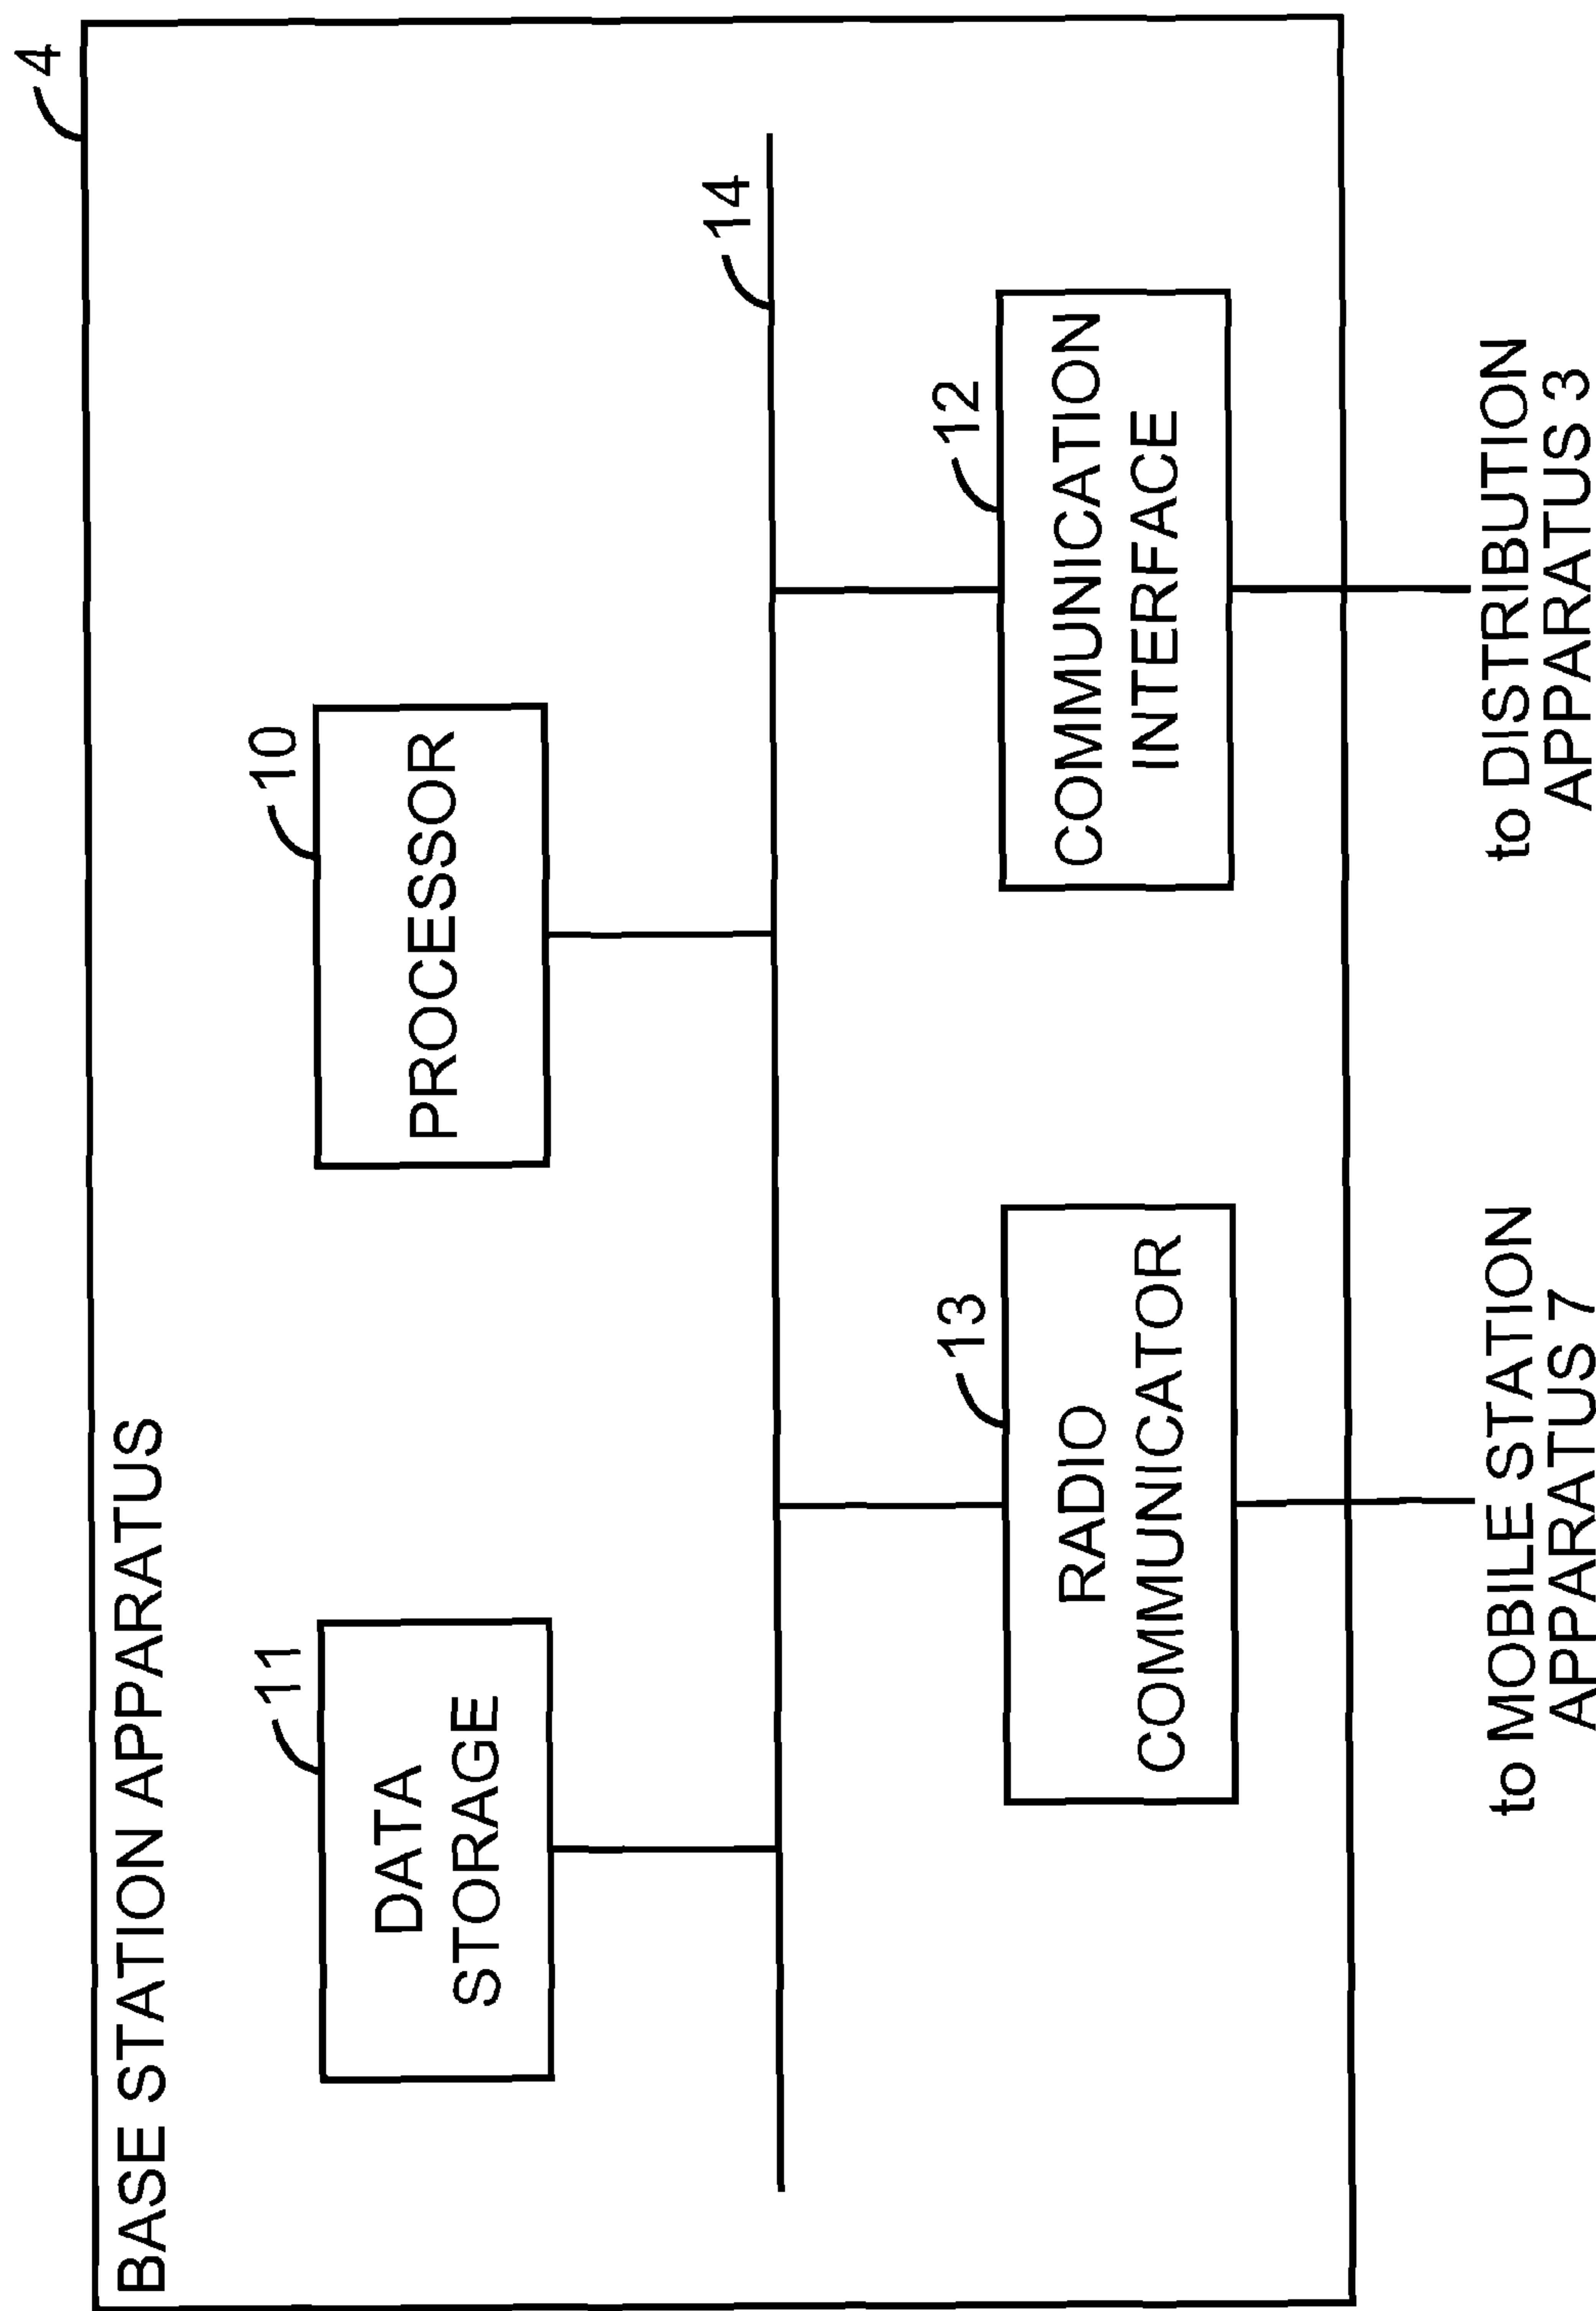 BASE STATION APPARATUS
4
11
DATA
STORAGE
10
PROCESSOR
14
13
RADIO
COMMUNICATOR
12
COMMUNICATION
INTERFACE
to MOBILE STATION
APPARATUS 7
to DISTRIBUTION
APPARATUS 3